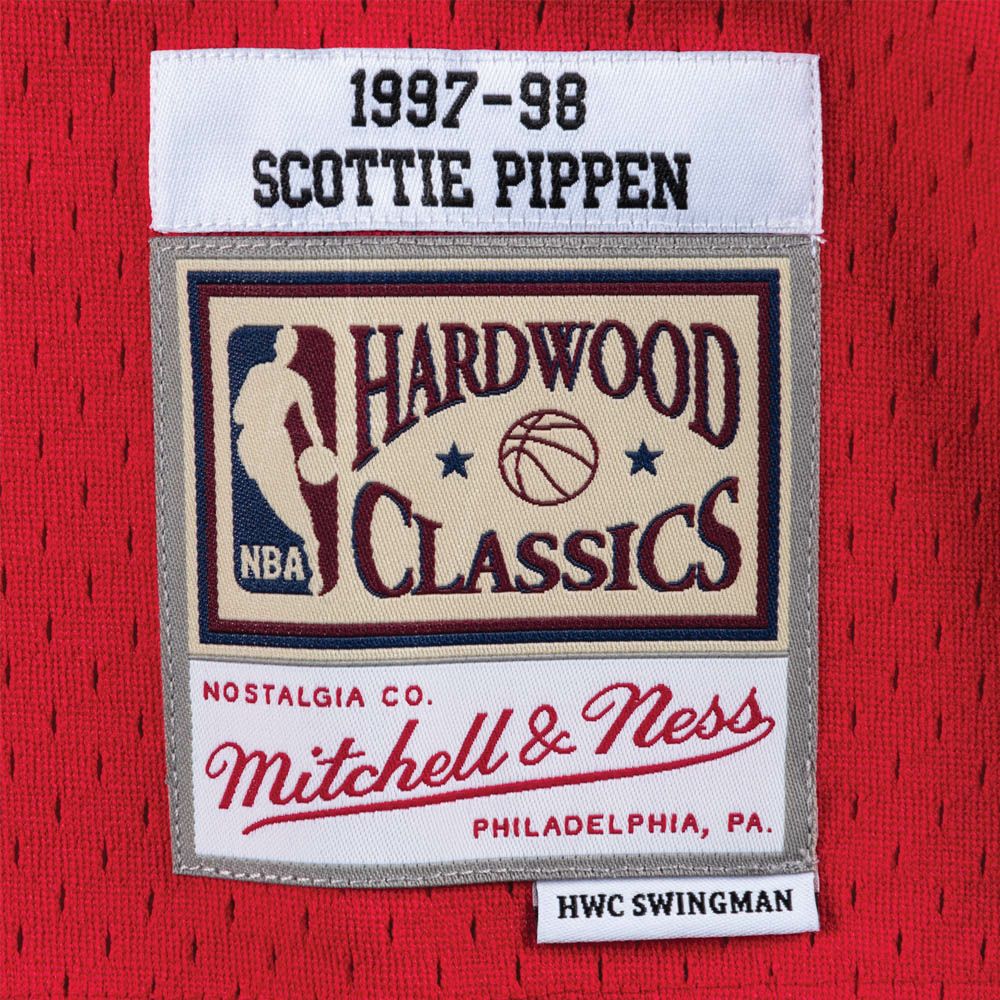 1997-98
SCOTTIE PIPPEN
HARDWOOD
CLASSICS
NBA
NOSTALGIA CO.
Mitchell & Ness
PHILADELPHIA, PA.
HWC SWINGMAN